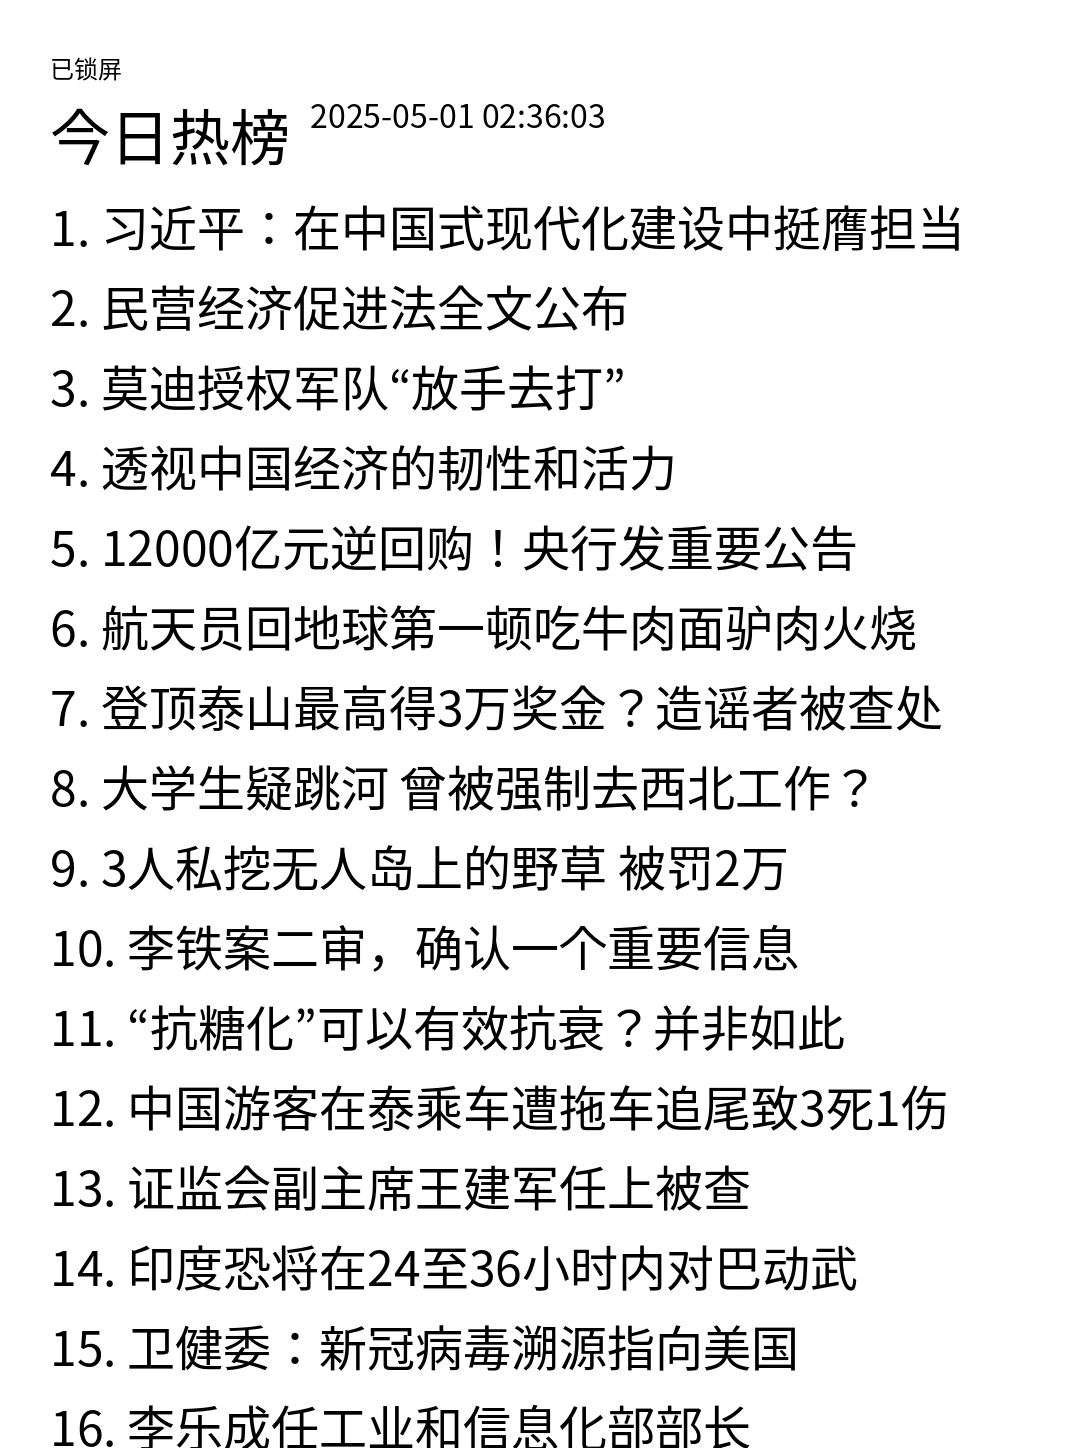 已锁屏
今日热榜 2025-05-01 02:36:03
1. 习近平：在中国式现代化建设中挺膺担当
2. 民营经济促进法全文公布
3. 莫迪授权军队“放手去打”
4. 透视中国经济的韧性和活力
5. 12000亿元逆回购！央行发重要公告
6. 航天员回地球第一顿吃牛肉面驴肉火烧
7. 登顶泰山最高得3万奖金？造谣者被查处
8. 大学生疑跳河 曾被强制去西北工作？
9. 3人私挖无人岛上的野草 被罚2万
10. 李铁案二审，确认一个重要信息
11. “抗糖化”可以有效抗衰？并非如此
12. 中国游客在泰乘车遭拖车追尾致3死1伤
13. 证监会副主席王建军任上被查
14. 印度恐将在24至36小时内对巴动武
15. 卫健委：新冠病毒溯源指向美国
16. 李乐成任工业和信息化部部长